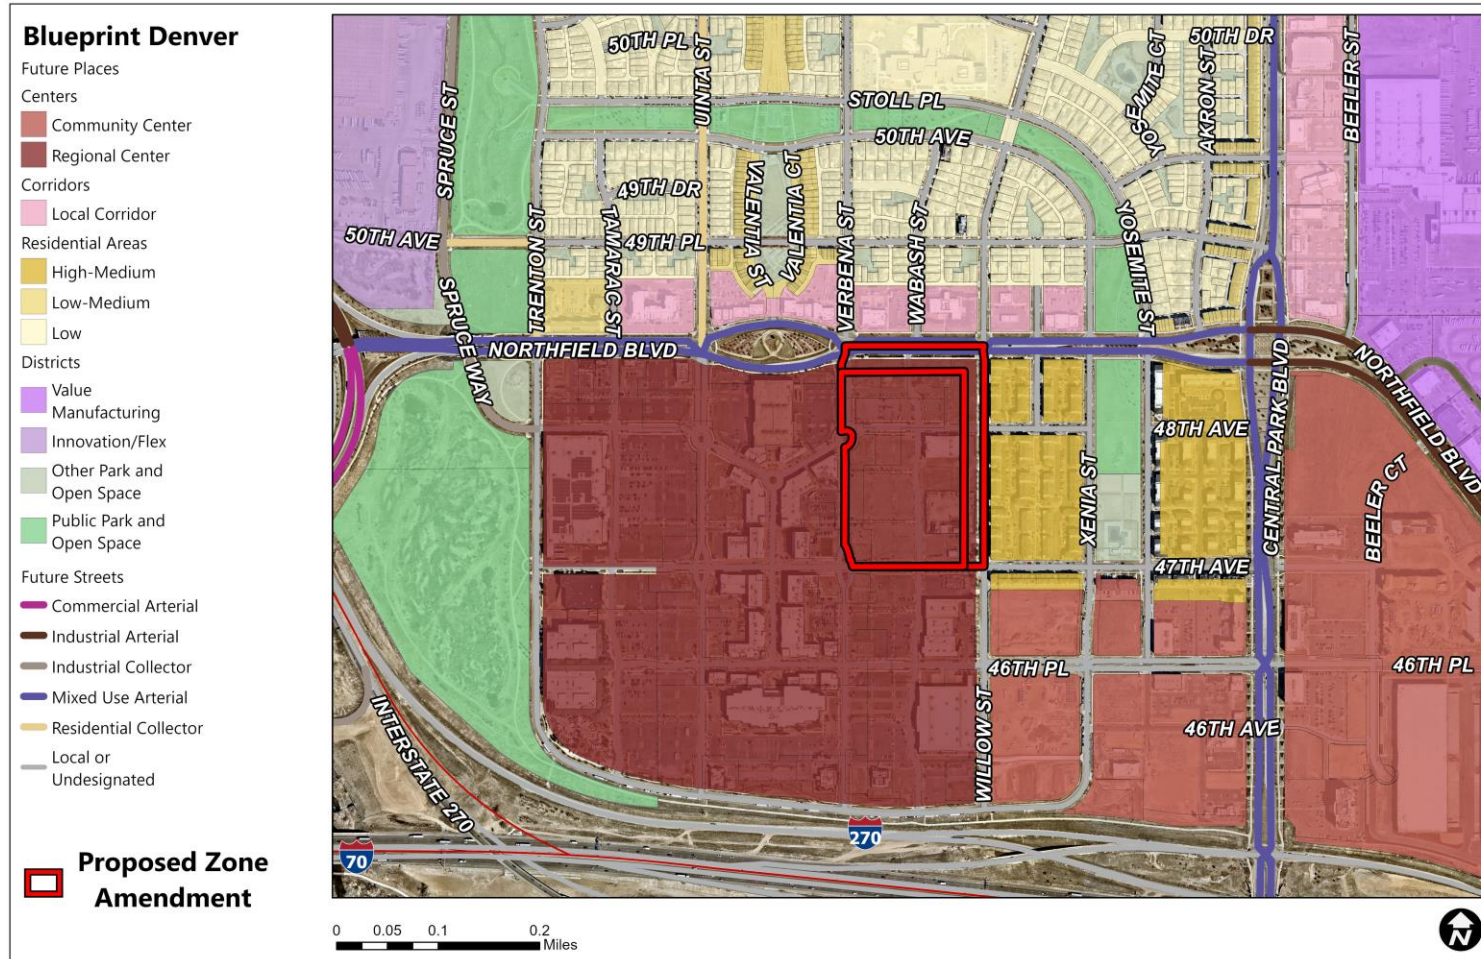 Blueprint Denver
Future Places
Centers
Community Center
Regional Center
Corridors
Local Corridor
Residential Areas
High-Medium
Low-Medium
Low
Districts
Value
Manufacturing
Innovation/Flex
Other Park and
Open Space
Public Park and
Open Space
Future Streets
Commercial Arterial
Industrial Arterial
Industrial Collector
Mixed Use Arterial
Residential Collector
Local or
Undesignated
Proposed Zone
Amendment
50TH PL
UINTA ST
SPRUCE ST
STOLL PL
50TH AVE
YOSEMITE CT
50TH DR
AKRON ST
BEELER ST
49TH DR
VALENTIA ST
VALENTIA CT
VERBENA ST
WABASH ST
YOSEMITE ST
50TH AVE
TRENTON ST
TAMARAC ST
49TH PL
SPRUCE WAY
NORTHFIELD BLVD
NORTHFIELD BLVD
CENTRAL PARK BLVD
48TH AVE
XENIA ST
BEELER CT
47TH AVE
46TH PL
46TH PL
WILLOW ST
46TH AVE
INTERSTATE 270
70
270
0 0.05 0.1 0.2
Miles
N